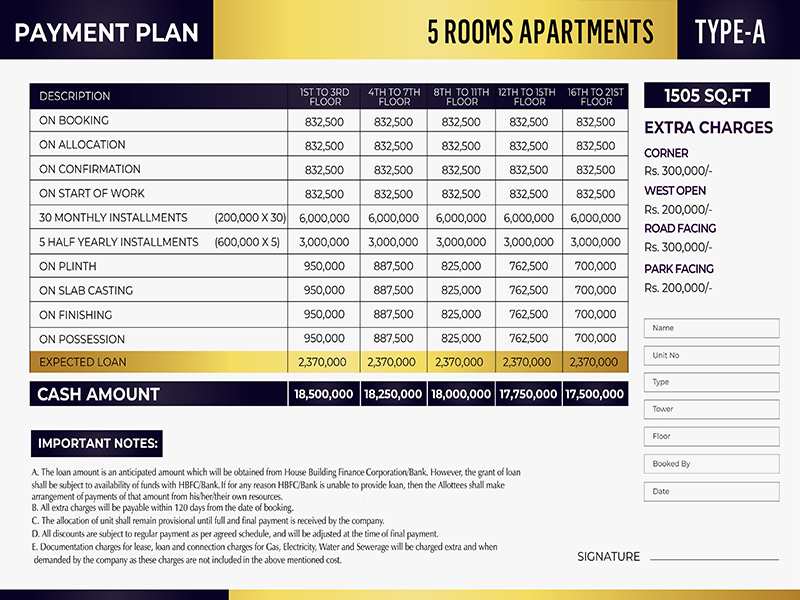 PAYMENT PLAN
5 ROOMS APARTMENTS
TYPE-A
DESCRIPTION 1ST TO 3RD FLOOR 4TH TO 7TH FLOOR 8TH TO 11TH FLOOR 12TH TO 15TH FLOOR 16TH TO 21ST FLOOR
ON BOOKING 832,500 832,500 832,500 832,500 832,500
ON ALLOCATION 832,500 832,500 832,500 832,500 832,500
ON CONFIRMATION 832,500 832,500 832,500 832,500 832,500
ON START OF WORK 832,500 832,500 832,500 832,500 832,500
30 MONTHLY INSTALLMENTS (200,000 X 30) 6,000,000 6,000,000 6,000,000 6,000,000 6,000,000
5 HALF YEARLY INSTALLMENTS (600,000 X 5) 3,000,000 3,000,000 3,000,000 3,000,000 3,000,000
ON PLINTH 950,000 887,500 825,000 762,500 700,000
ON SLAB CASTING 950,000 887,500 825,000 762,500 700,000
ON FINISHING 950,000 887,500 825,000 762,500 700,000
ON POSSESSION 950,000 887,500 825,000 762,500 700,000
EXPECTED LOAN 2,370,000 2,370,000 2,370,000 2,370,000 2,370,000
CASH AMOUNT 18,500,000 18,250,000 18,000,000 17,750,000 17,500,000
1505 SQ.FT
EXTRA CHARGES
CORNER
Rs. 300,000/-
WEST OPEN
Rs. 200,000/-
ROAD FACING
Rs. 300,000/-
PARK FACING
Rs. 200,000/-
Name
Unit No
Type
Tower
Floor
Booked By
Date
IMPORTANT NOTES:
A. The loan amount is an anticipated amount which will be obtained from House Building Finance Corporation/Bank. However, the grant of loan
shall be subject to availability of funds with HBFC/Bank. If for any reason HBFC/Bank is unable to provide loan, then the Allottees shall make
arrangement of payments of that amount from his/her/their own resources.
B. All extra charges will be payable within 120 days from the date of booking.
C. The allocation of unit shall remain provisional until full and final payment is received by the company.
D. All discounts are subject to regular payment as per agreed schedule, and will be adjusted at the time of final payment.
E. Documentation charges for lease, loan and connection charges for Gas, Electricity, Water and Sewerage will be charged extra and when
demanded by the company as these charges are not included in the above mentioned cost.
SIGNATURE